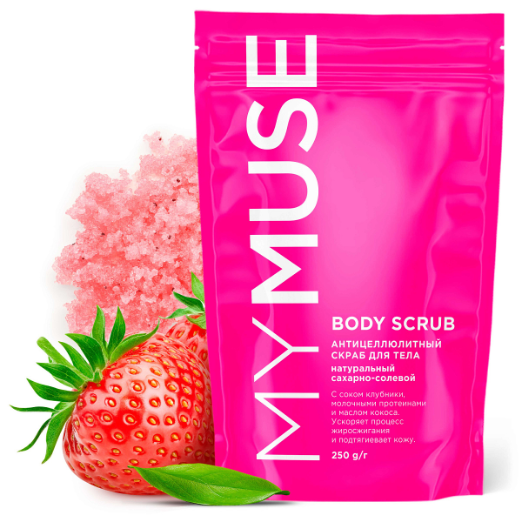 MYMUSE
BODY SCRUB
АНТИЦЕЛЛЮЛИТНЫЙ
СКРАБ ДЛЯ ТЕЛА
натуральный
сахарно-солевой
С соком клубники,
молочными протеинами
и маслом кокоса.
Ускоряет процесс
жиросжигания
и подтягивает кожу.
250 g/г